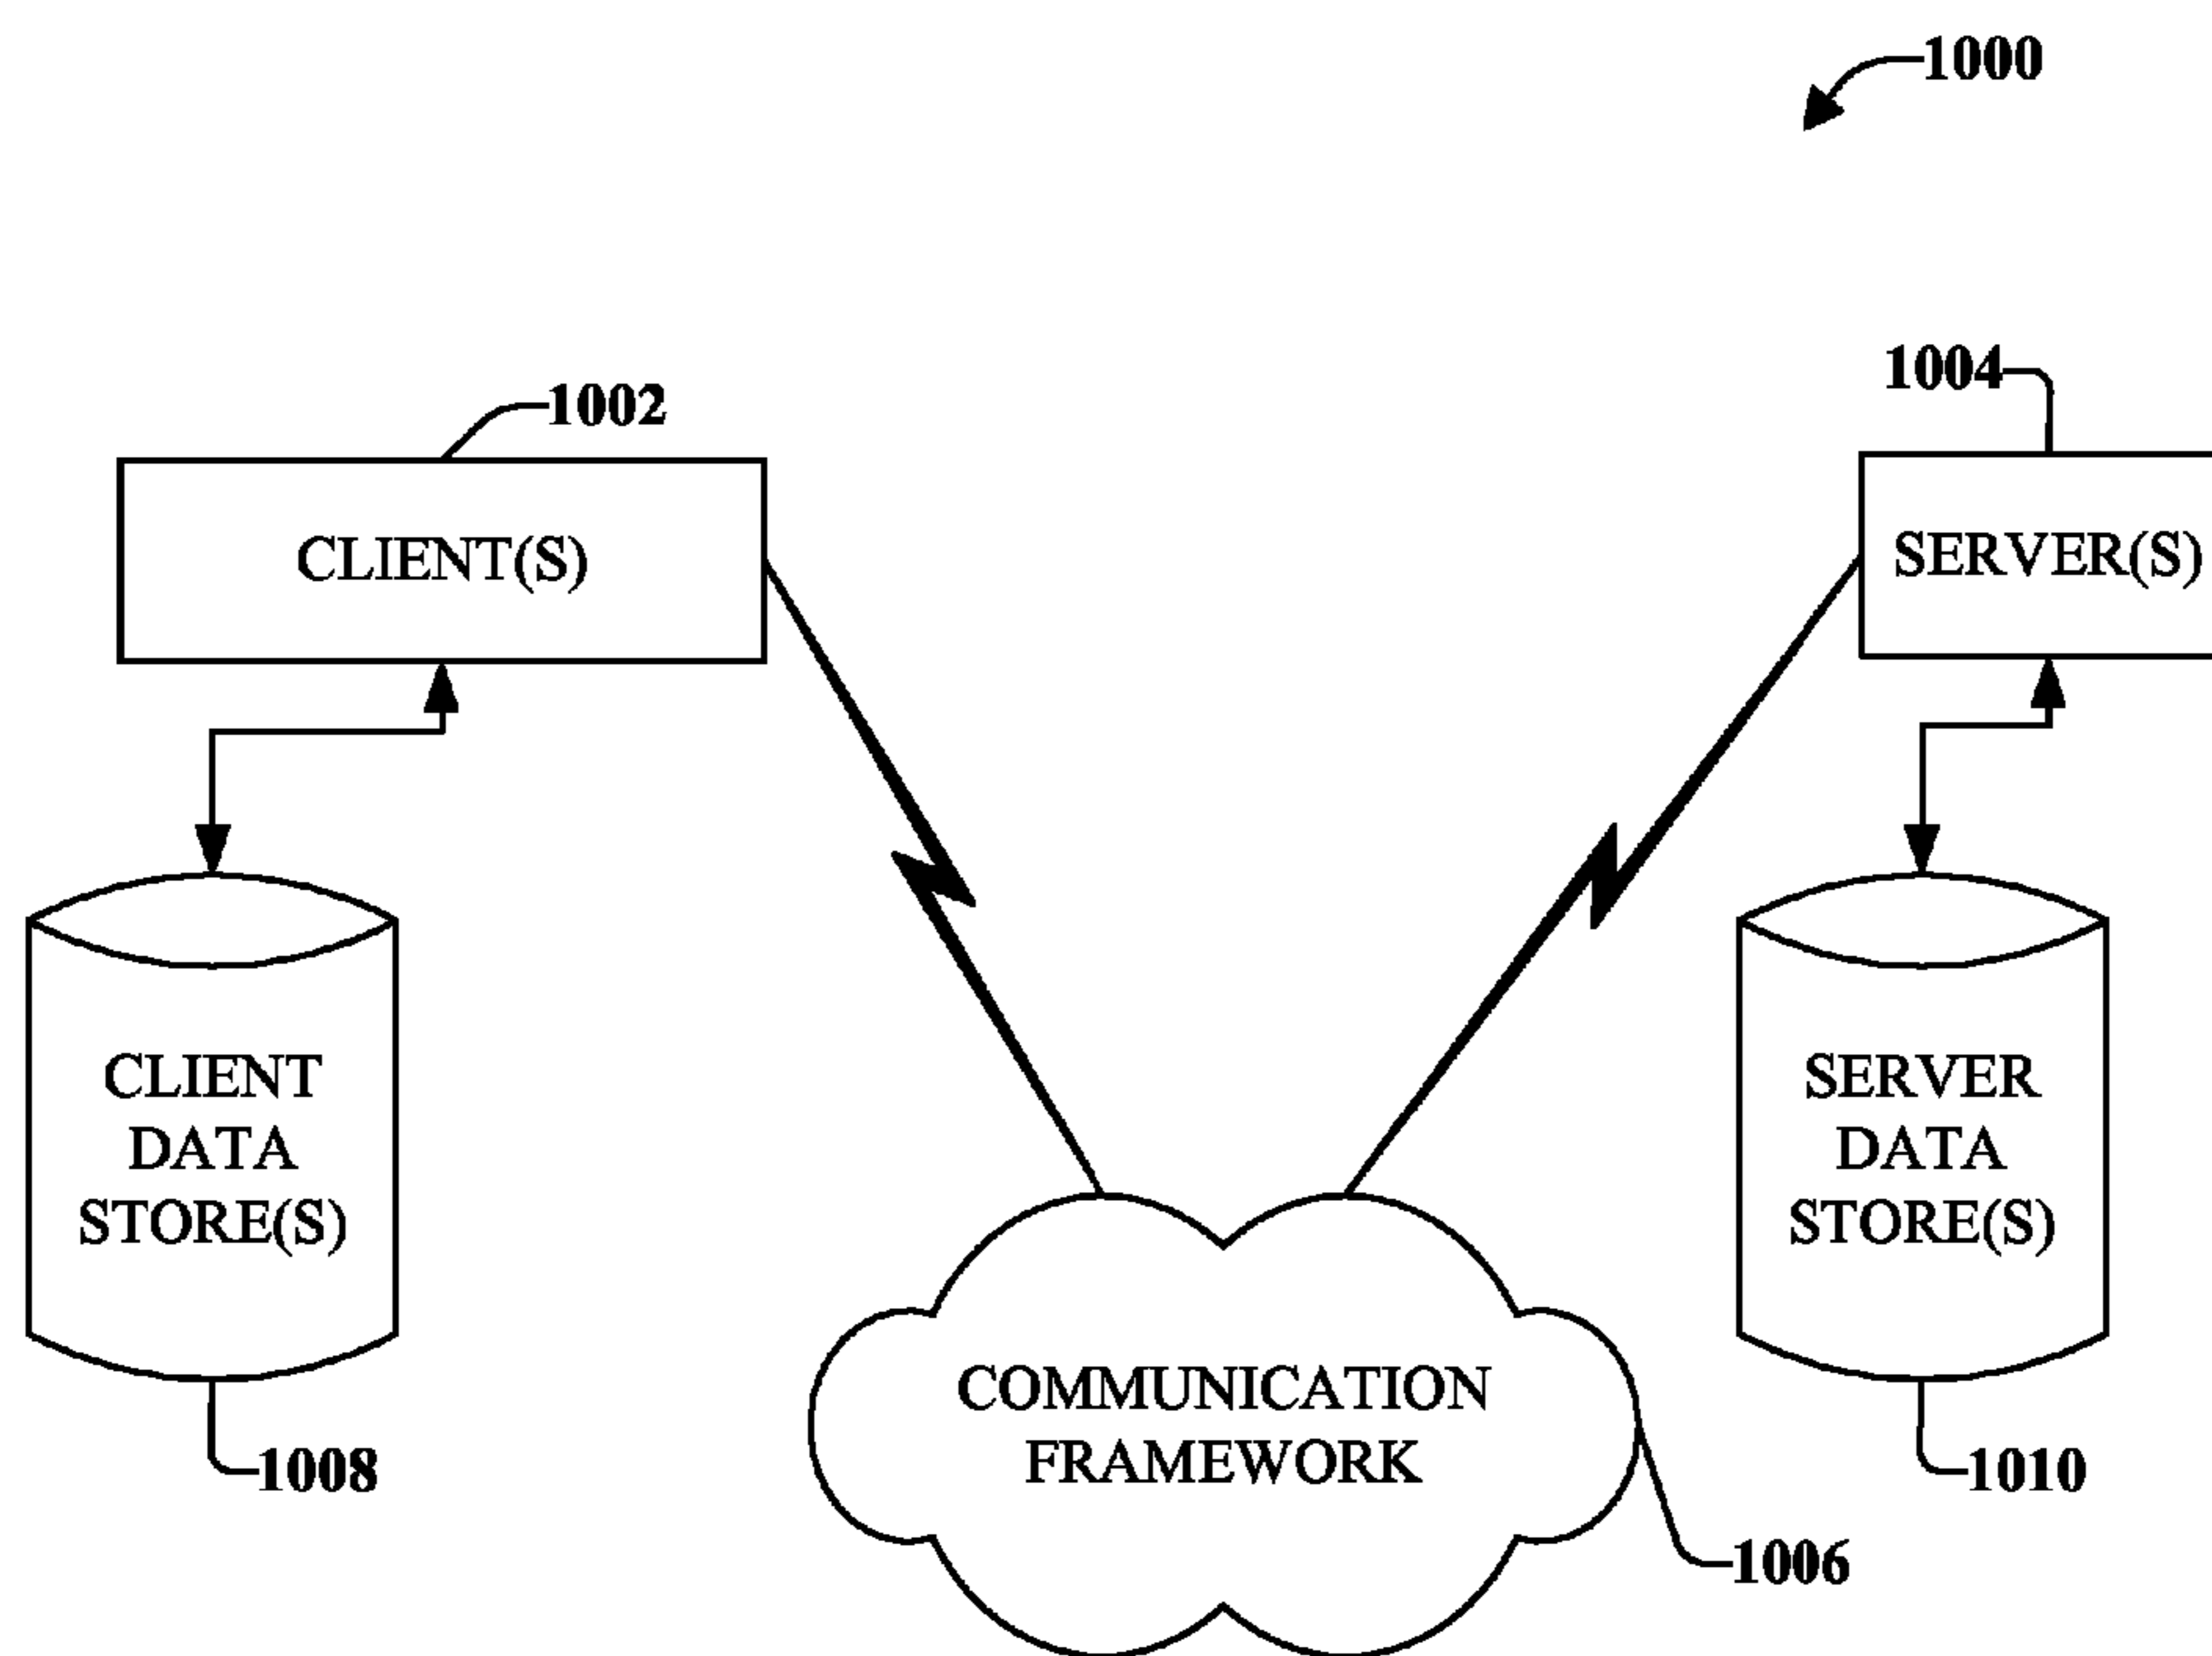 1000
1002
1004
CLIENT(S)
SERVER(S)
CLIENT
DATA
STORE(S)
SERVER
DATA
STORE(S)
COMMUNICATION
FRAMEWORK
1008
1010
1006